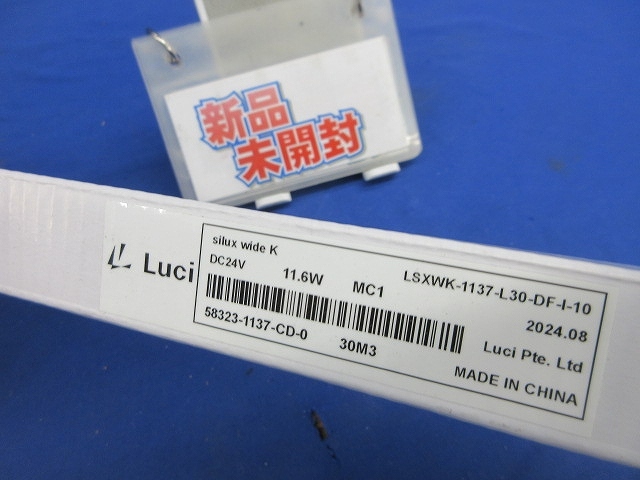 新品
未開封
Luci
silux wide K
DC24V 11.6W MC1 LSXWK-1137-L30-DF-I-10
2024.08
58323-1137-CD-0 30M3 Luci Pte. Ltd
MADE IN CHINA